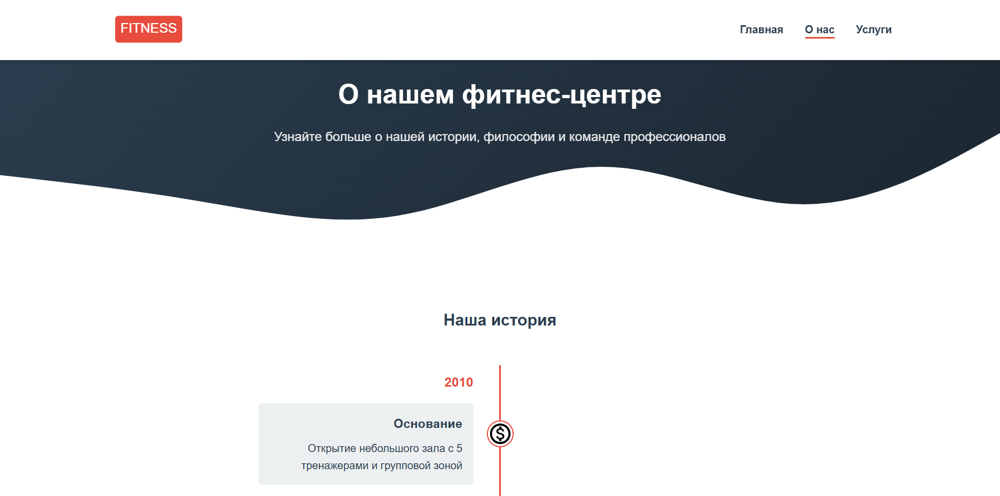 FITNESS
Главная
О нас
Услуги
О нашем фитнес-центре
Узнайте больше о нашей истории, философии и команде профессионалов
Наша история
2010
Основание
Открытие небольшого зала с 5
тренажерами и групповой зоной